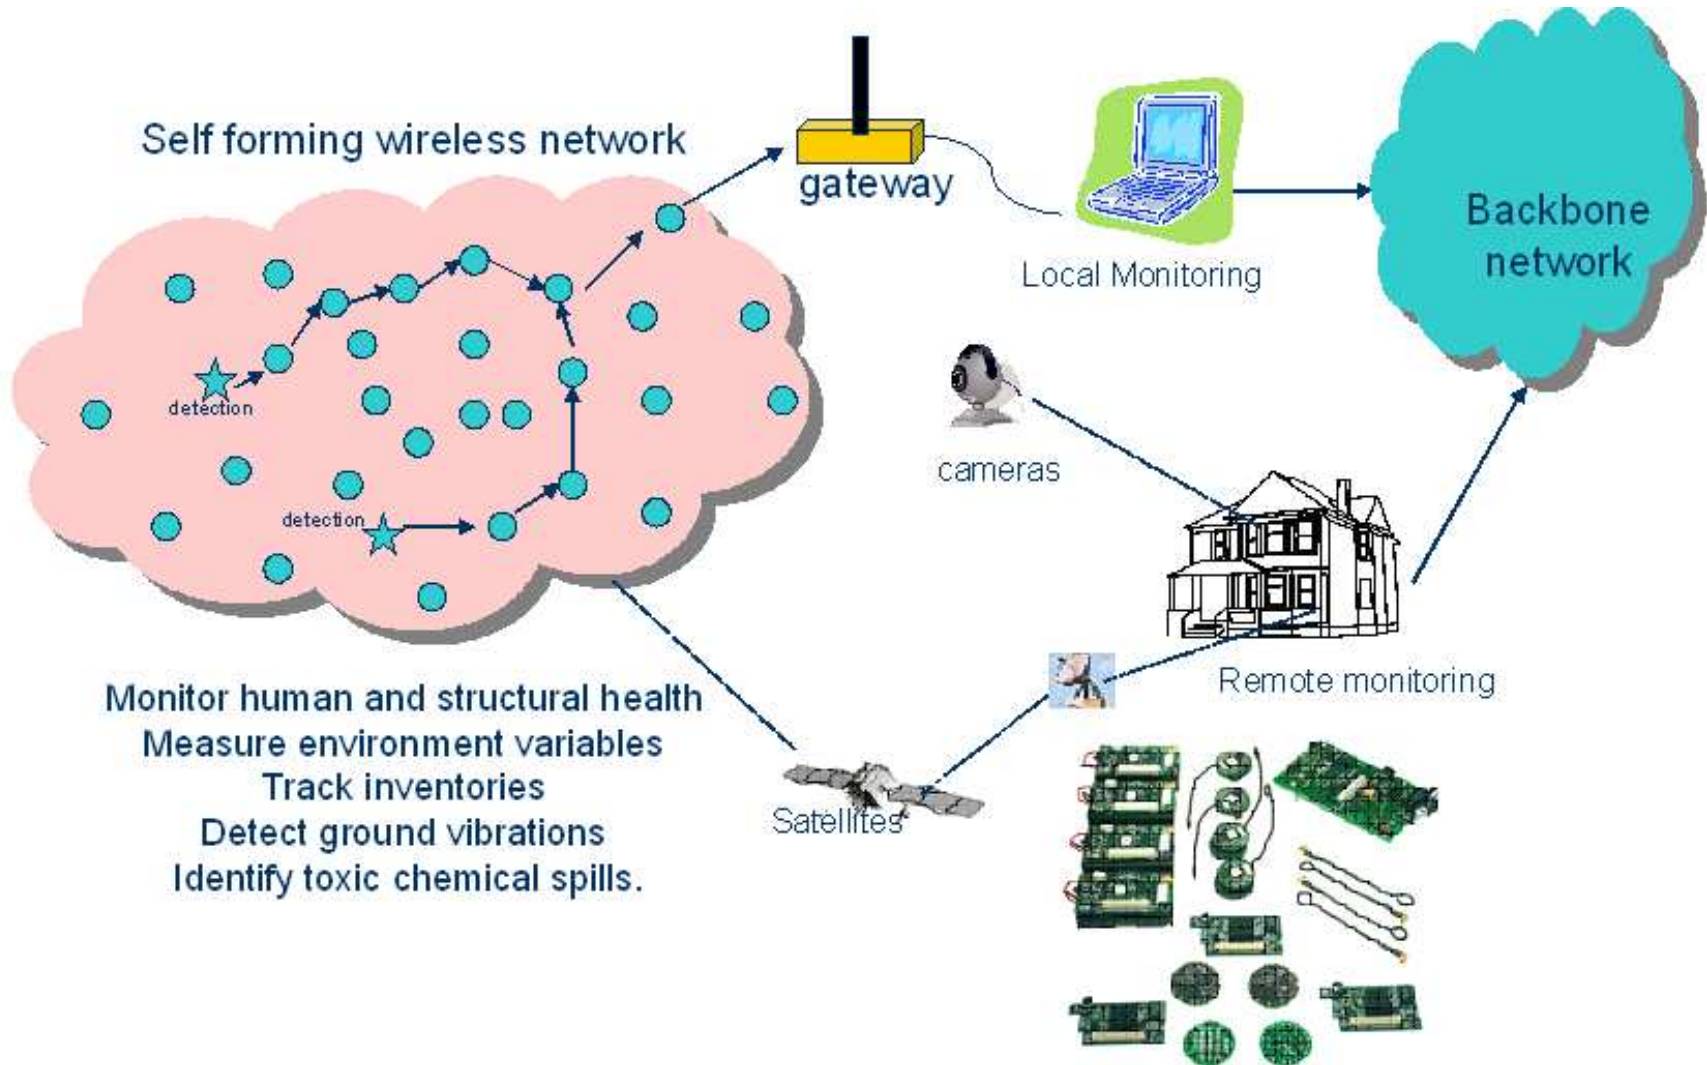 Self forming wireless network
gateway
Local Monitoring
Backbone
network
detection
detection
cameras
Remote monitoring
Satellites
Monitor human and structural health
Measure environment variables
Track inventories
Detect ground vibrations
Identify toxic chemical spills.